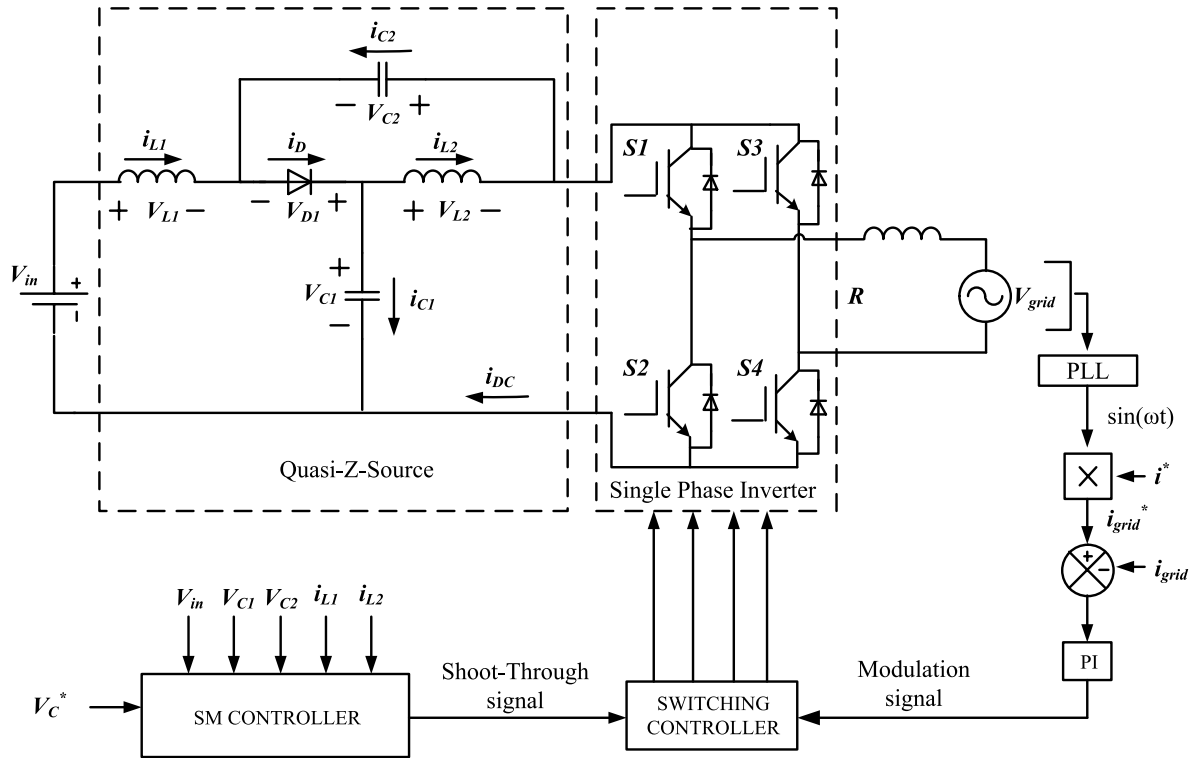 i_C2
− V_C2 +
i_L1
i_D
i_L2
S1
S3
+ V_L1 −
− V_D1 +
+ V_L2 −
V_in
+
-
+
V_C1
−
i_C1
R
V_grid
S2
S4
i_DC
PLL
sin(ωt)
Quasi-Z-Source
Single Phase Inverter
×
i*
i_grid*
+
-
i_grid
V_in
V_C1
V_C2
i_L1
i_L2
PI
Shoot-Through
signal
Modulation
signal
V_C*
SM CONTROLLER
SWITCHING
CONTROLLER